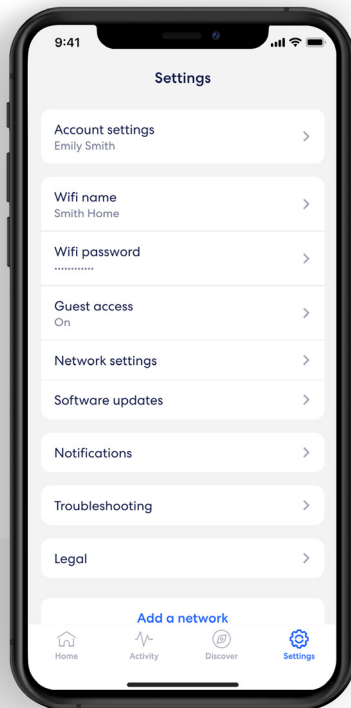 9:41
Settings
Account settings
Emily Smith
Wifi name
Smith Home
Wifi password
••••••••••••
Guest access
On
Network settings
Software updates
Notifications
Troubleshooting
Legal
Add a network
Home Activity Discover Settings